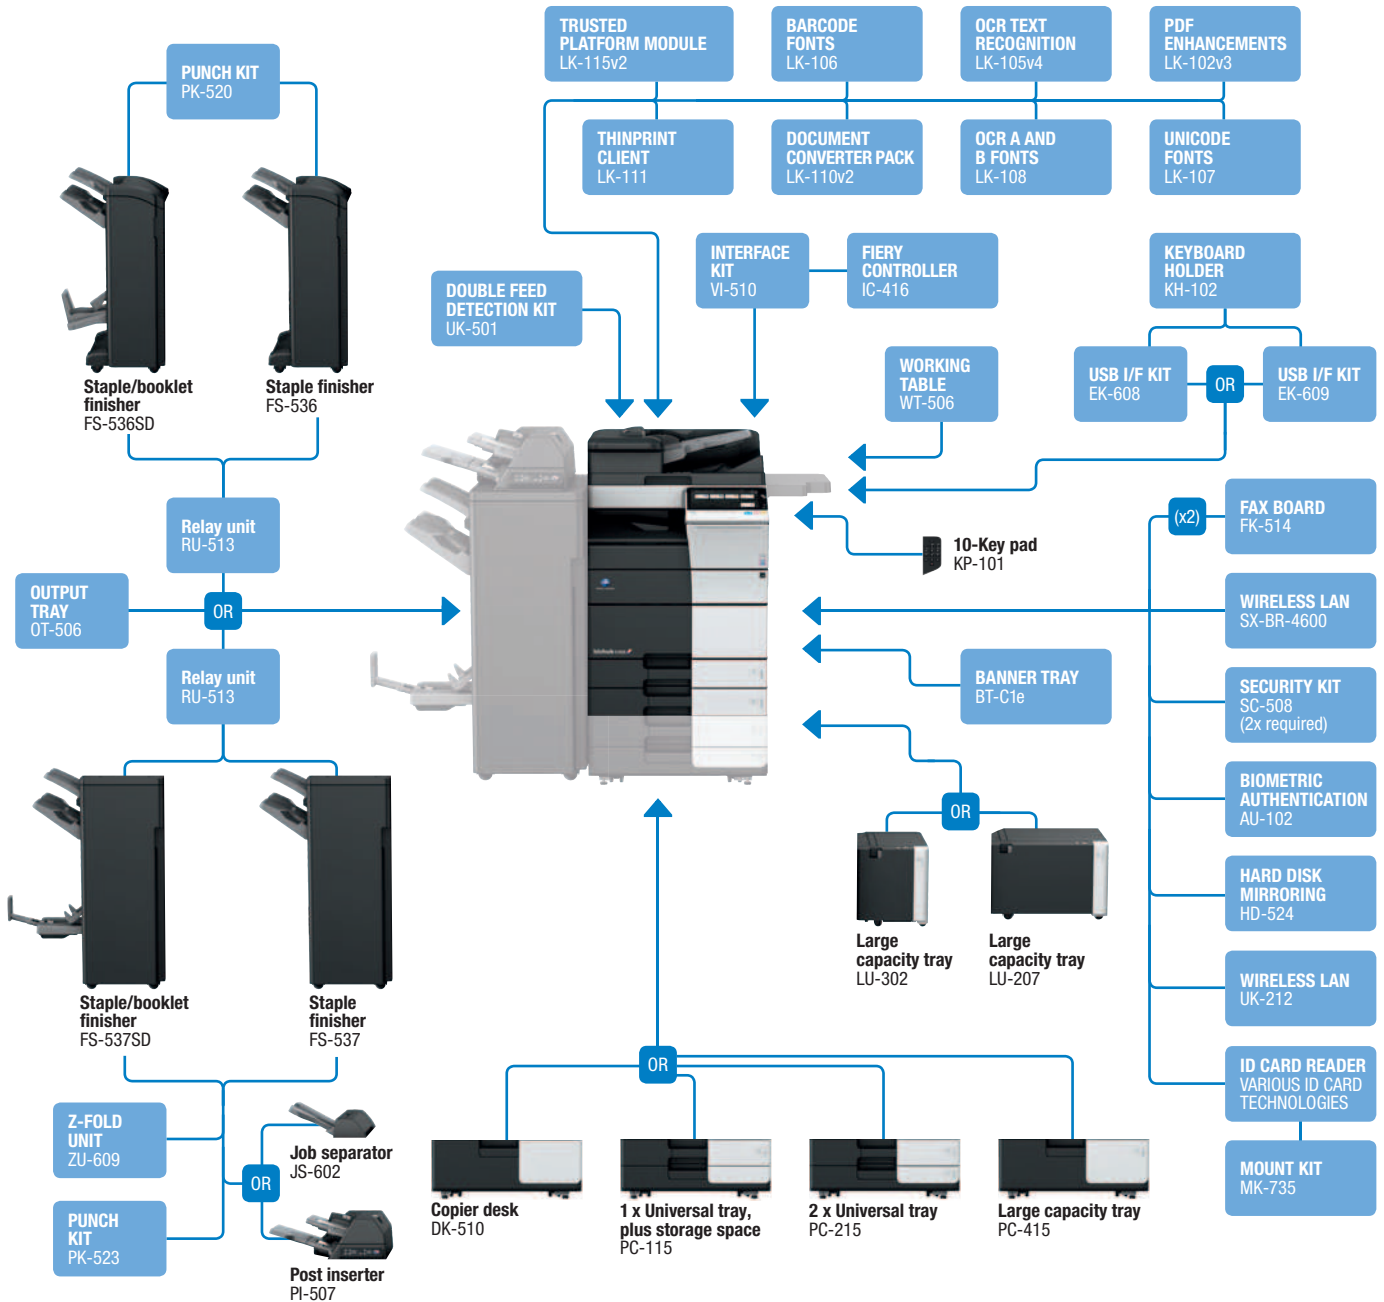 TRUSTED
PLATFORM MODULE
LK-115v2
BARCODE
FONTS
LK-106
OCR TEXT
RECOGNITION
LK-105v4
PDF
ENHANCEMENTS
LK-102v3
PUNCH KIT
PK-520
THINPRINT
CLIENT
LK-111
DOCUMENT
CONVERTER PACK
LK-110v2
OCR A AND
B FONTS
LK-108
UNICODE
FONTS
LK-107
INTERFACE
KIT
VI-510
FIERY
CONTROLLER
IC-416
KEYBOARD
HOLDER
KH-102
DOUBLE FEED
DETECTION KIT
UK-501
WORKING
TABLE
WT-506
USB I/F KIT
EK-608
OR
USB I/F KIT
EK-609
Staple/booklet
finisher
FS-536SD
Staple finisher
FS-536
Relay unit
RU-513
(x2)
FAX BOARD
FK-514
10-Key pad
KP-101
OUTPUT
TRAY
OT-506
OR
WIRELESS LAN
SX-BR-4600
Relay unit
RU-513
BANNER TRAY
BT-C1e
SECURITY KIT
SC-508
(2x required)
BIOMETRIC
AUTHENTICATION
AU-102
OR
HARD DISK
MIRRORING
HD-524
Large
capacity tray
LU-302
Large
capacity tray
LU-207
WIRELESS LAN
UK-212
Staple/booklet
finisher
FS-537SD
Staple
finisher
FS-537
OR
ID CARD READER
VARIOUS ID CARD
TECHNOLOGIES
Z-FOLD
UNIT
ZU-609
Job separator
JS-602
OR
MOUNT KIT
MK-735
PUNCH
KIT
PK-523
Post inserter
PI-507
Copier desk
DK-510
1 x Universal tray,
plus storage space
PC-115
2 x Universal tray
PC-215
Large capacity tray
PC-415